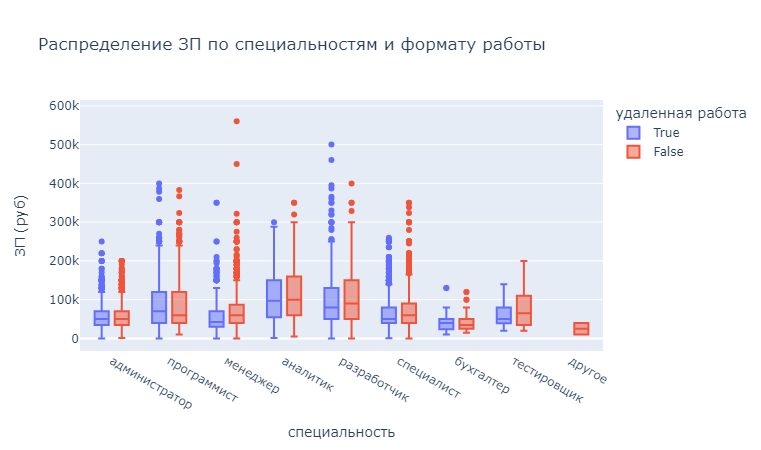 Распределение ЗП по специальностям и формату работы
удаленная работа
True
False
ЗП (руб)
600k
500k
400k
300k
200k
100k
0
администратор
программист
менеджер
аналитик
разработчик
специалист
бухгалтер
тестировщик
другое
специальность